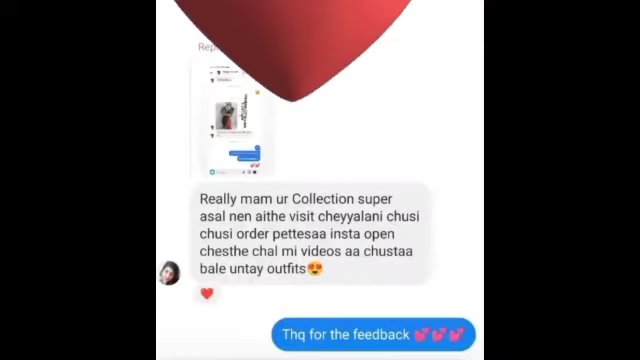 Repl
Really mam ur Collection super
asal nen aithe visit cheyyalani chusi
chusi order pettesaa insta open
chesthe chal mi videos aa chustaa
bale untay outfits😍
❤️
Thq for the feedback 💕💕💕